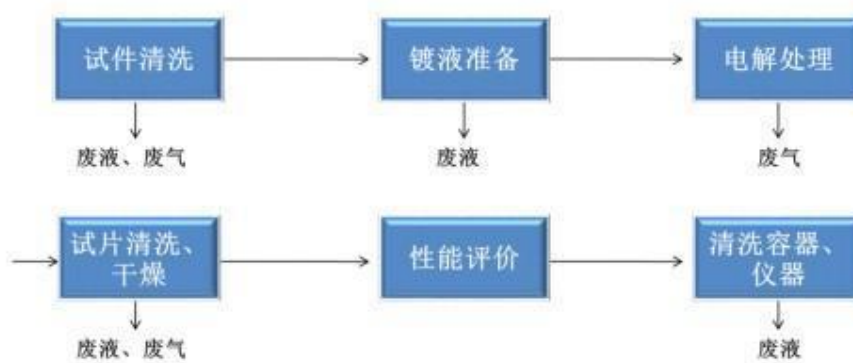 试件清洗
镀液准备
电解处理
废液、废气
废液
废气
试片清洗、
干燥
性能评价
清洗容器、
仪器
废液、废气
废液